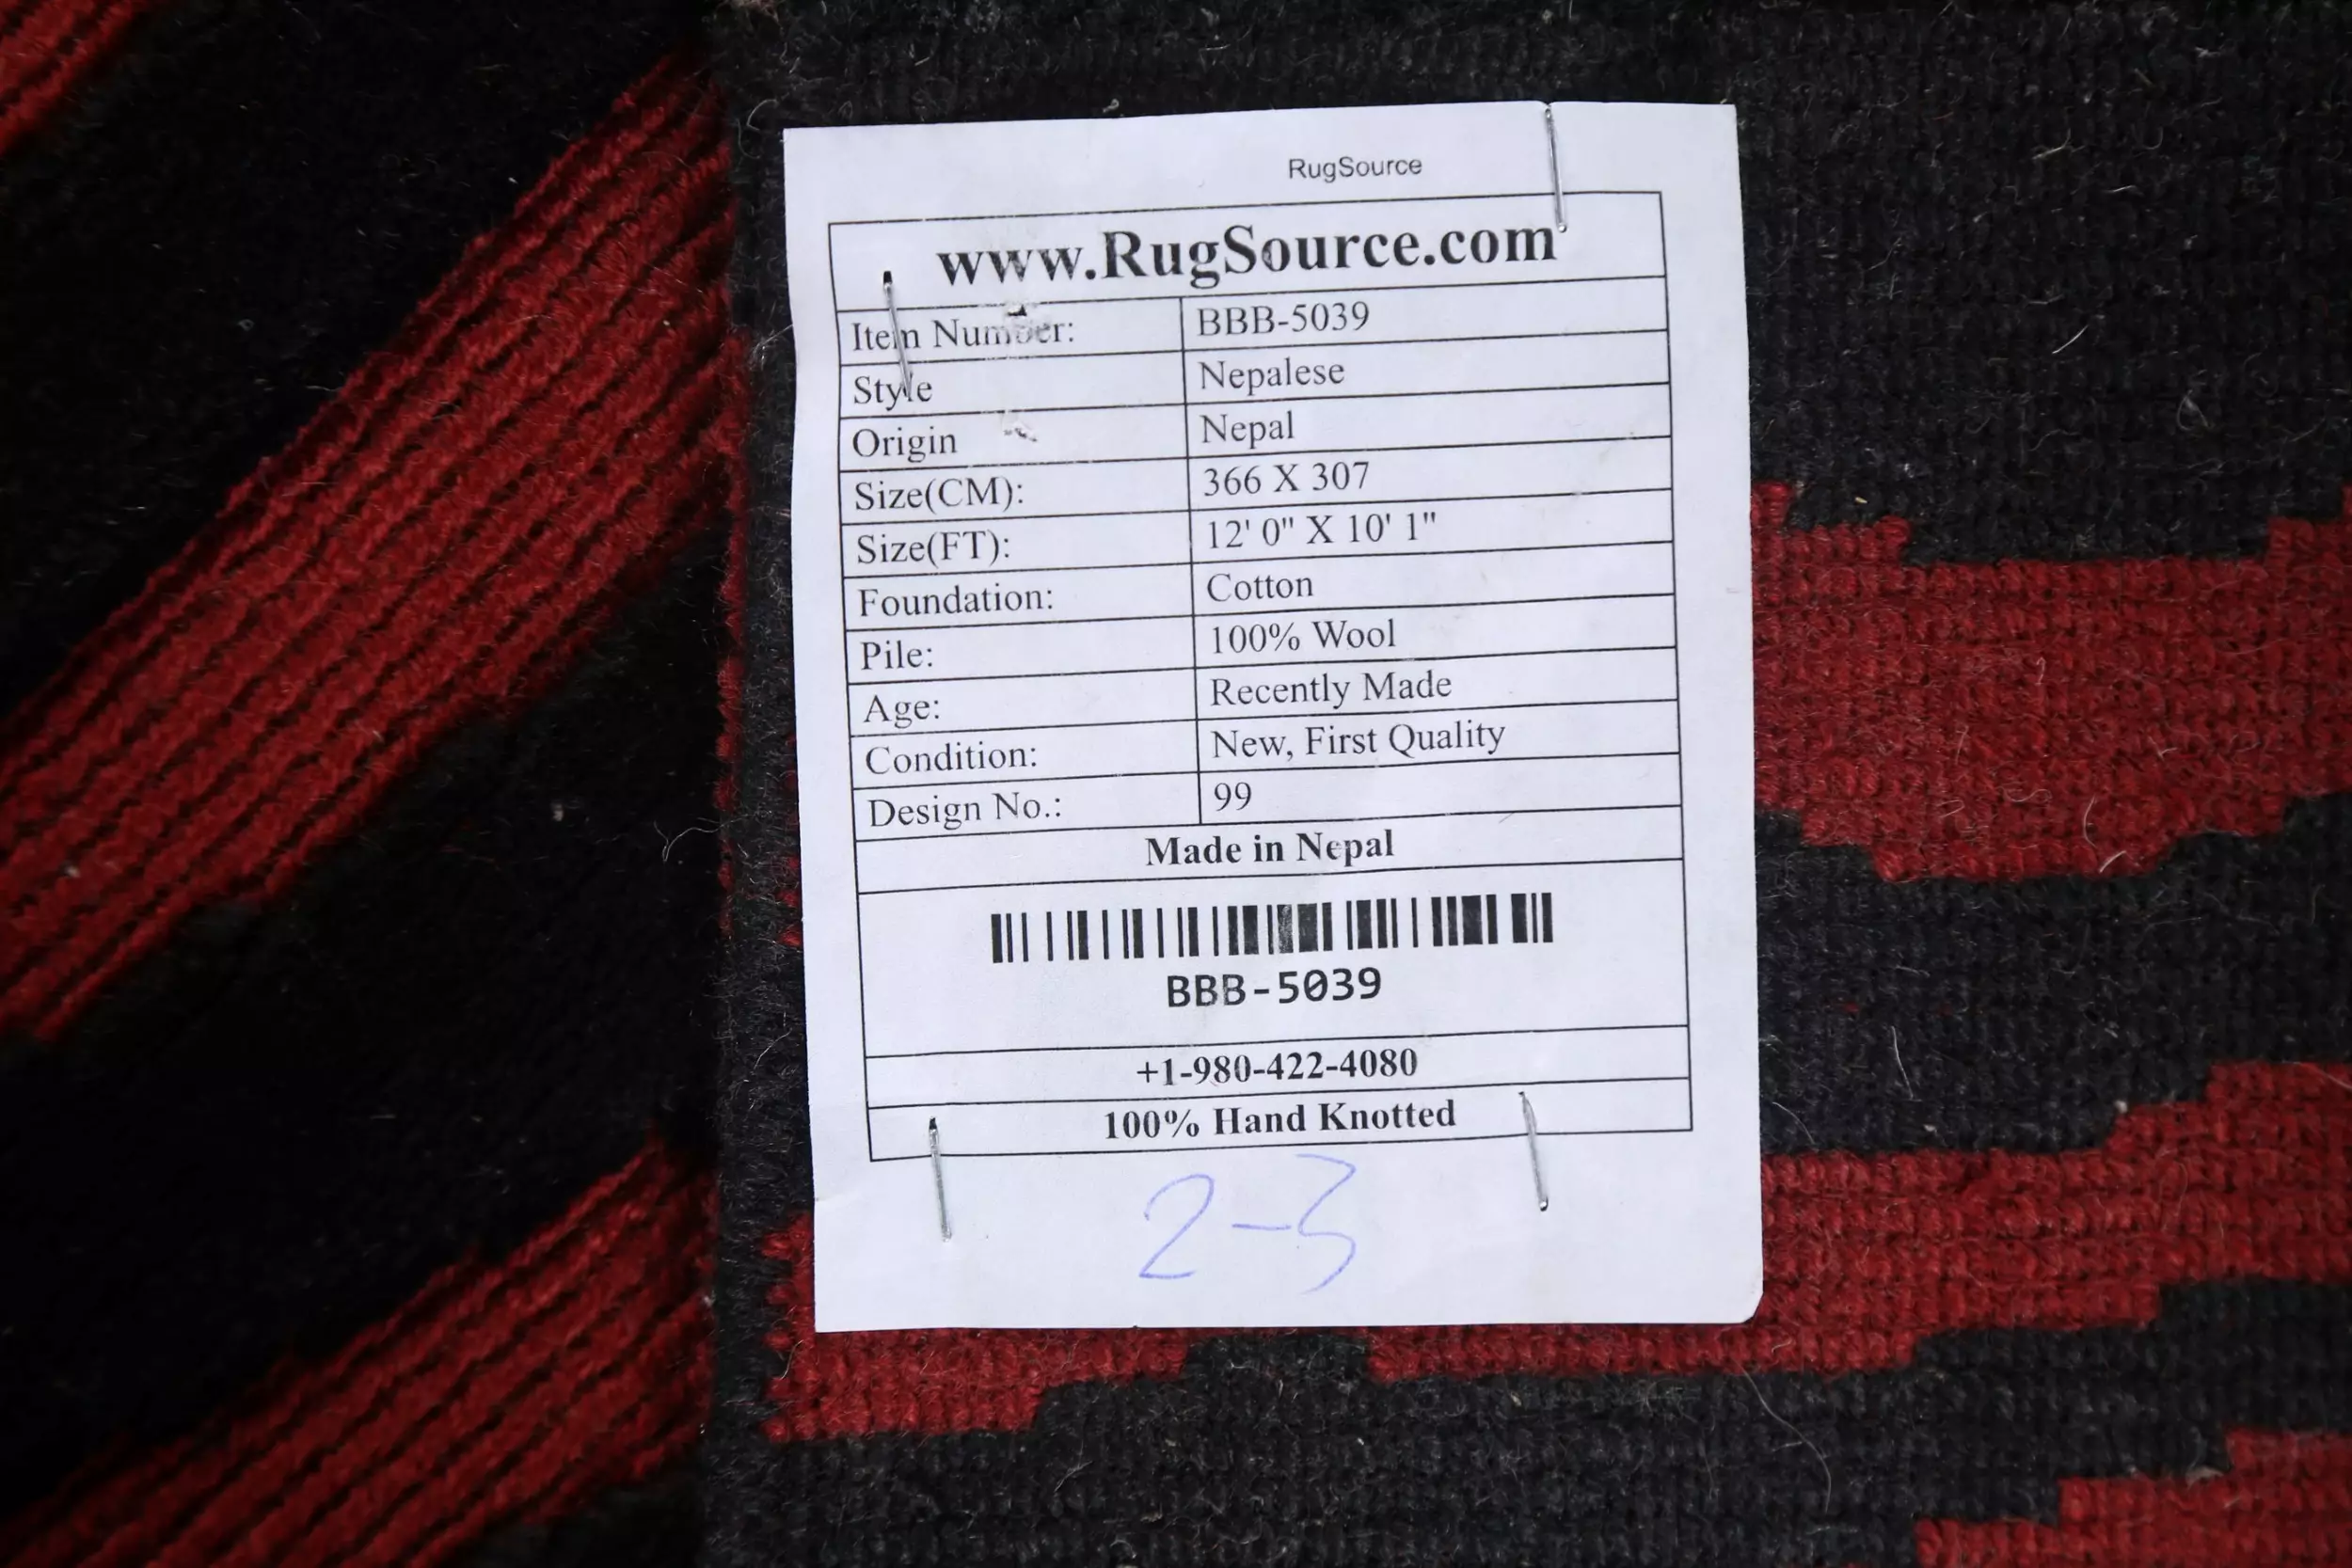 RugSource
www.RugSource.com
Item Number: BBB-5039
Style Nepalese
Origin Nepal
Size(CM): 366 X 307
Size(FT): 12' 0" X 10' 1"
Foundation: Cotton
Pile: 100% Wool
Age: Recently Made
Condition: New, First Quality
Design No.: 99
Made in Nepal
BBB-5039
+1-980-422-4080
100% Hand Knotted
2-3